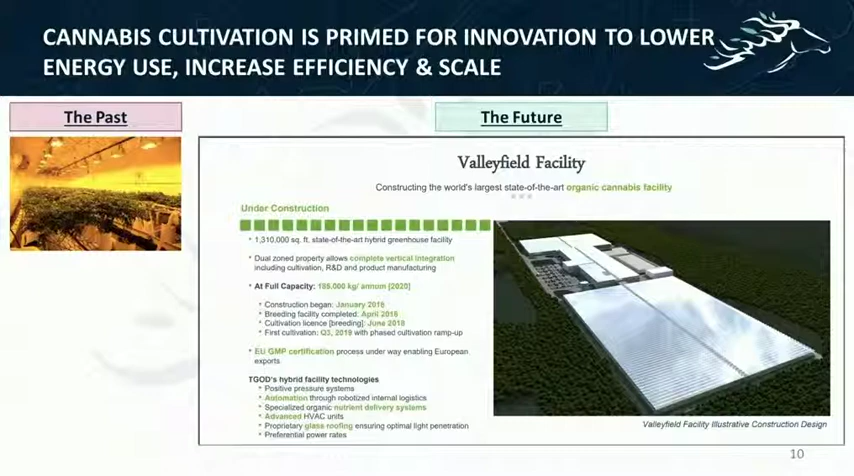 CANNABIS CULTIVATION IS PRIMED FOR INNOVATION TO LOWER
ENERGY USE, INCREASE EFFICIENCY & SCALE
The Past
The Future
Valleyfield Facility
Constructing the world's largest state-of-the-art organic cannabis facility
Under Construction
• 1,310,000 sq. ft. state-of-the-art hybrid greenhouse facility
• Dual zoned property allows complete vertical integration
including cultivation, R&D and product manufacturing
• At Full Capacity: 185,000 kg/ annum [2020]
• Construction began: January 2018
• Breeding facility completed: April 2018
• Cultivation licence [breeding]: June 2018
• First cultivation: Q3, 2019 with phased cultivation ramp-up
• EU GMP certification process under way enabling European
exports
TGOD's hybrid facility technologies
• Positive pressure systems
• Automation through robotized internal logistics
• Specialized organic nutrient delivery systems
• Advanced HVAC units
• Proprietary glass roofing ensuring optimal light penetration
• Preferential power rates
Valleyfield Facility Illustrative Construction Design
10